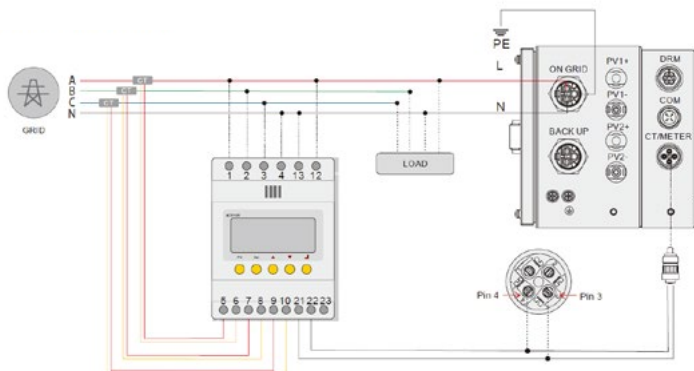 PE
L
N
ON GRID
BACK UP
PV1+
PV1-
PV2+
PV2-
DRM
COM
CT/METER
A
B
C
N
CT
CT
CT
GRID
LOAD
1 2 3 4 13 12
5 6 7 8 9 10 21 22 23
Pin 4
Pin 3